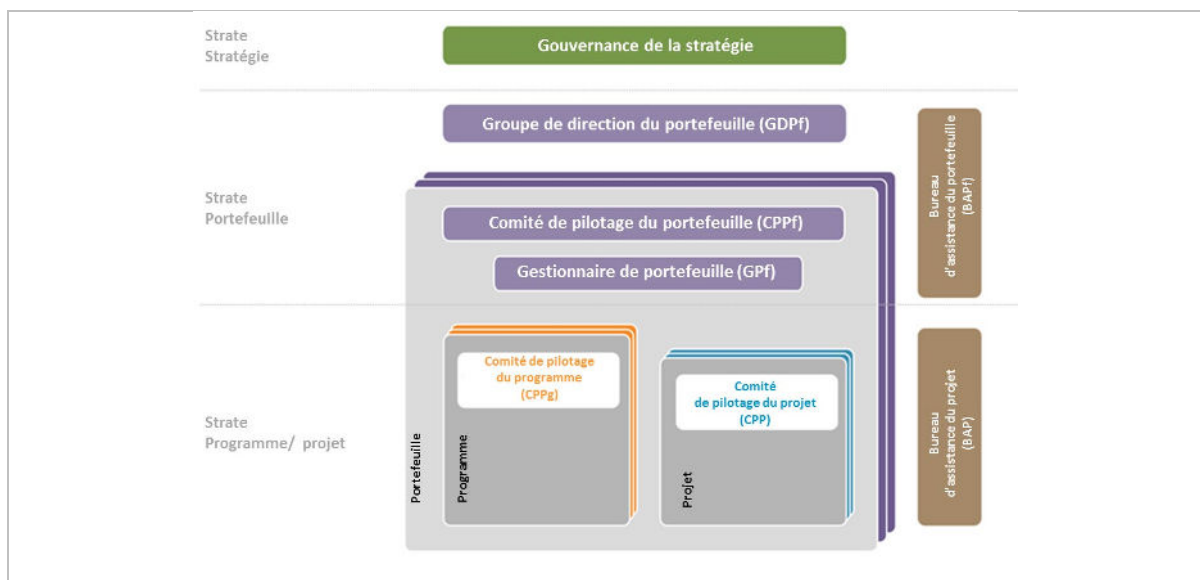 Strate
Stratégie
Gouvernance de la stratégie
Groupe de direction du portefeuille (GDPf)
Strate
Portefeuille
Comité de pilotage du portefeuille (CPPf)
Gestionnaire de portefeuille (GPf)
Bureau
d'assistance du portefeuille
(BAPf)
Strate
Programme/ projet
Portefeuille
Programme
Comité de pilotage
du programme
(CPPg)
Projet
Comité
de pilotage du projet
(CPP)
Bureau
d'assistance du projet
(BAP)